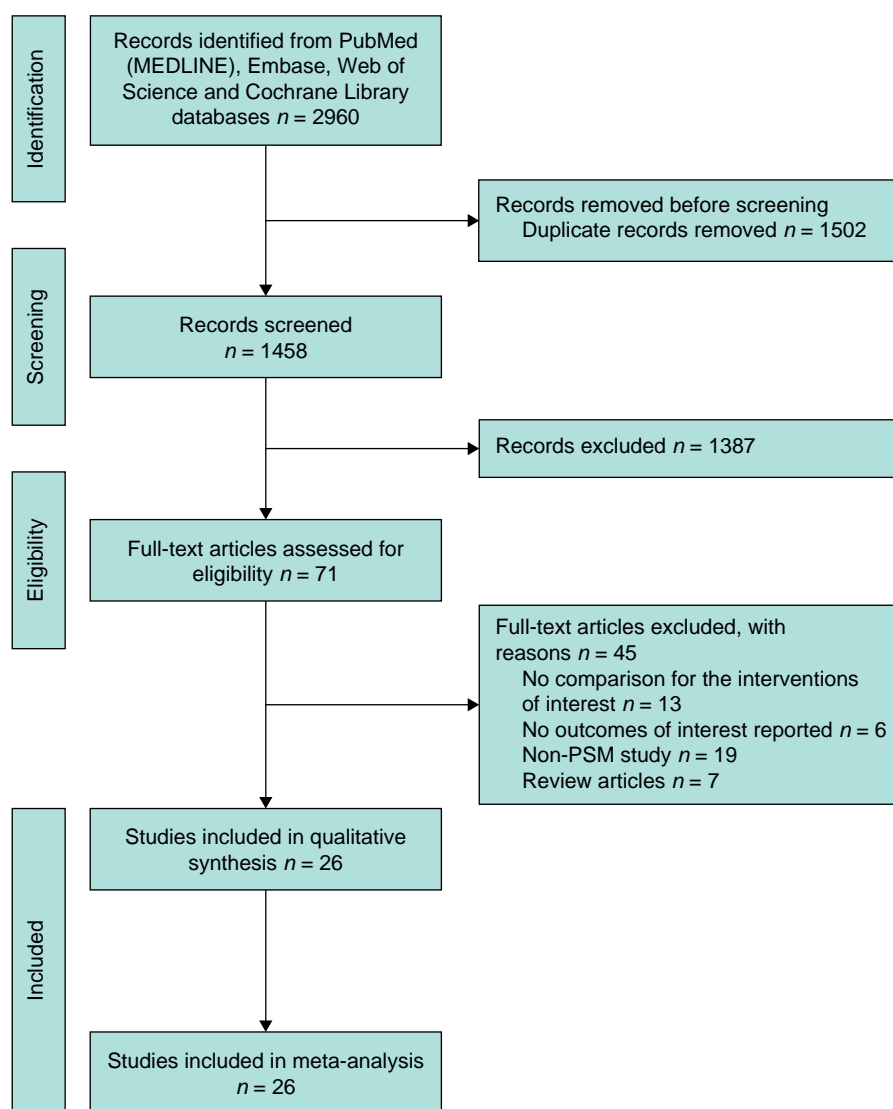 Identification
Records identified from PubMed
(MEDLINE), Embase, Web of
Science and Cochrane Library
databases n = 2960
Records removed before screening
Duplicate records removed n = 1502
Screening
Records screened
n = 1458
Records excluded n = 1387
Eligibility
Full-text articles assessed for
eligibility n = 71
Full-text articles excluded, with
reasons n = 45
No comparison for the interventions
of interest n = 13
No outcomes of interest reported n = 6
Non-PSM study n = 19
Review articles n = 7
Included
Studies included in qualitative
synthesis n = 26
Studies included in meta-analysis
n = 26